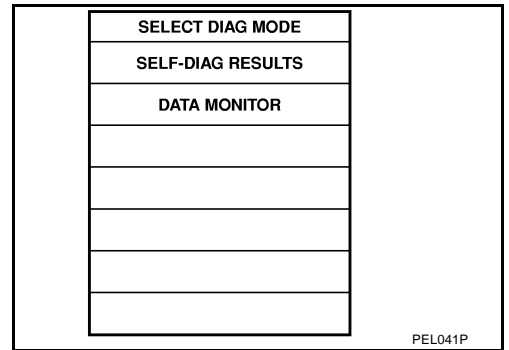 SELECT DIAG MODE
SELF-DIAG RESULTS
DATA MONITOR
PEL041P